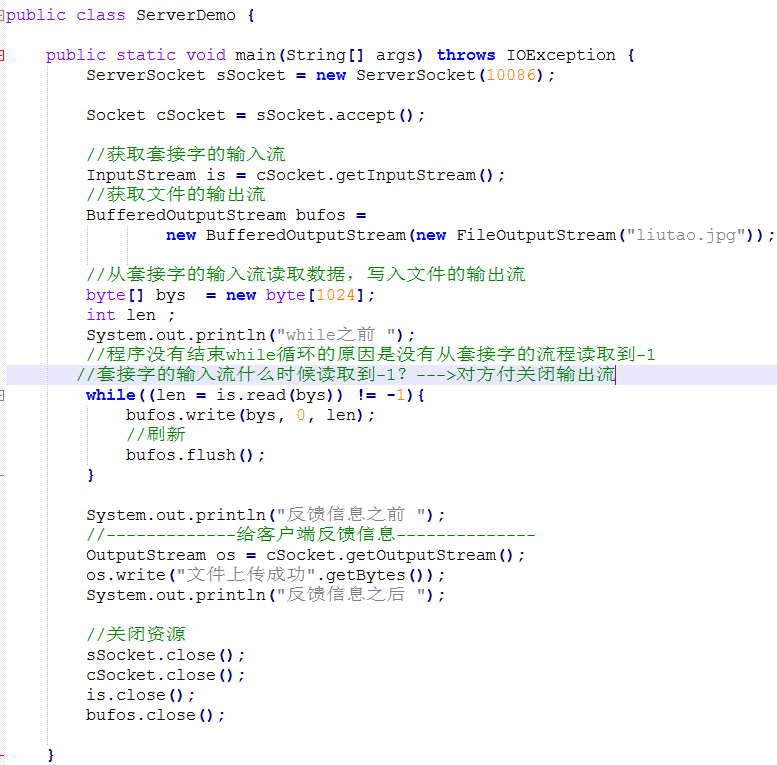 public class ServerDemo {
public static void main(String[] args) throws IOException {
ServerSocket sSocket = new ServerSocket(10086);
Socket cSocket = sSocket.accept();
//获取套接字的输入流
InputStream is = cSocket.getInputStream();
//获取文件的输出流
BufferedOutputStream bufos =
new BufferedOutputStream(new FileOutputStream("liutao.jpg"));
//从套接字的输入流读取数据，写入文件的输出流
byte[] bys  = new byte[1024];
int len ;
System.out.println("while之前 ");
//程序没有结束while循环的原因是没有从套接字的流程读取到-1
//套接字的输入流什么时候读取到-1？--->对方付关闭输出流
while((len = is.read(bys)) != -1){
bufos.write(bys, 0, len);
//刷新
bufos.flush();
}
System.out.println("反馈信息之前 ");
//-------------给客户端反馈信息--------------
OutputStream os = cSocket.getOutputStream();
os.write("文件上传成功".getBytes());
System.out.println("反馈信息之后 ");
//关闭资源
sSocket.close();
cSocket.close();
is.close();
bufos.close();
}